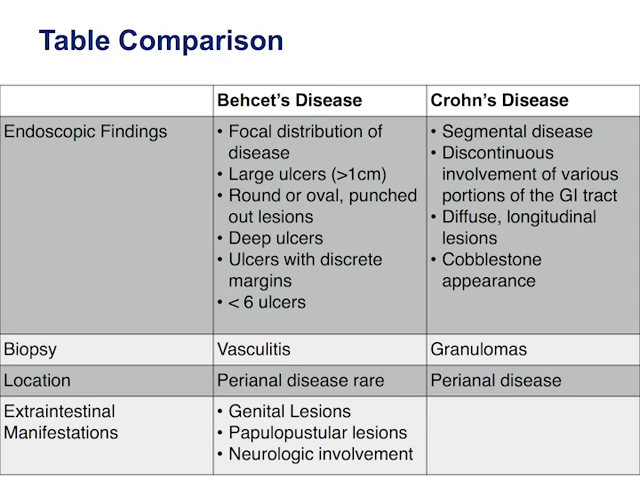 Table Comparison
Behcet's Disease
Crohn's Disease
Endoscopic Findings
• Focal distribution of
disease
• Large ulcers (>1cm)
• Round or oval, punched
out lesions
• Deep ulcers
• Ulcers with discrete
margins
• < 6 ulcers
• Segmental disease
• Discontinuous
involvement of various
portions of the GI tract
• Diffuse, longitudinal
lesions
• Cobblestone
appearance
Biopsy
Vasculitis
Granulomas
Location
Perianal disease rare
Perianal disease
Extraintestinal
Manifestations
• Genital Lesions
• Papulopustular lesions
• Neurologic involvement